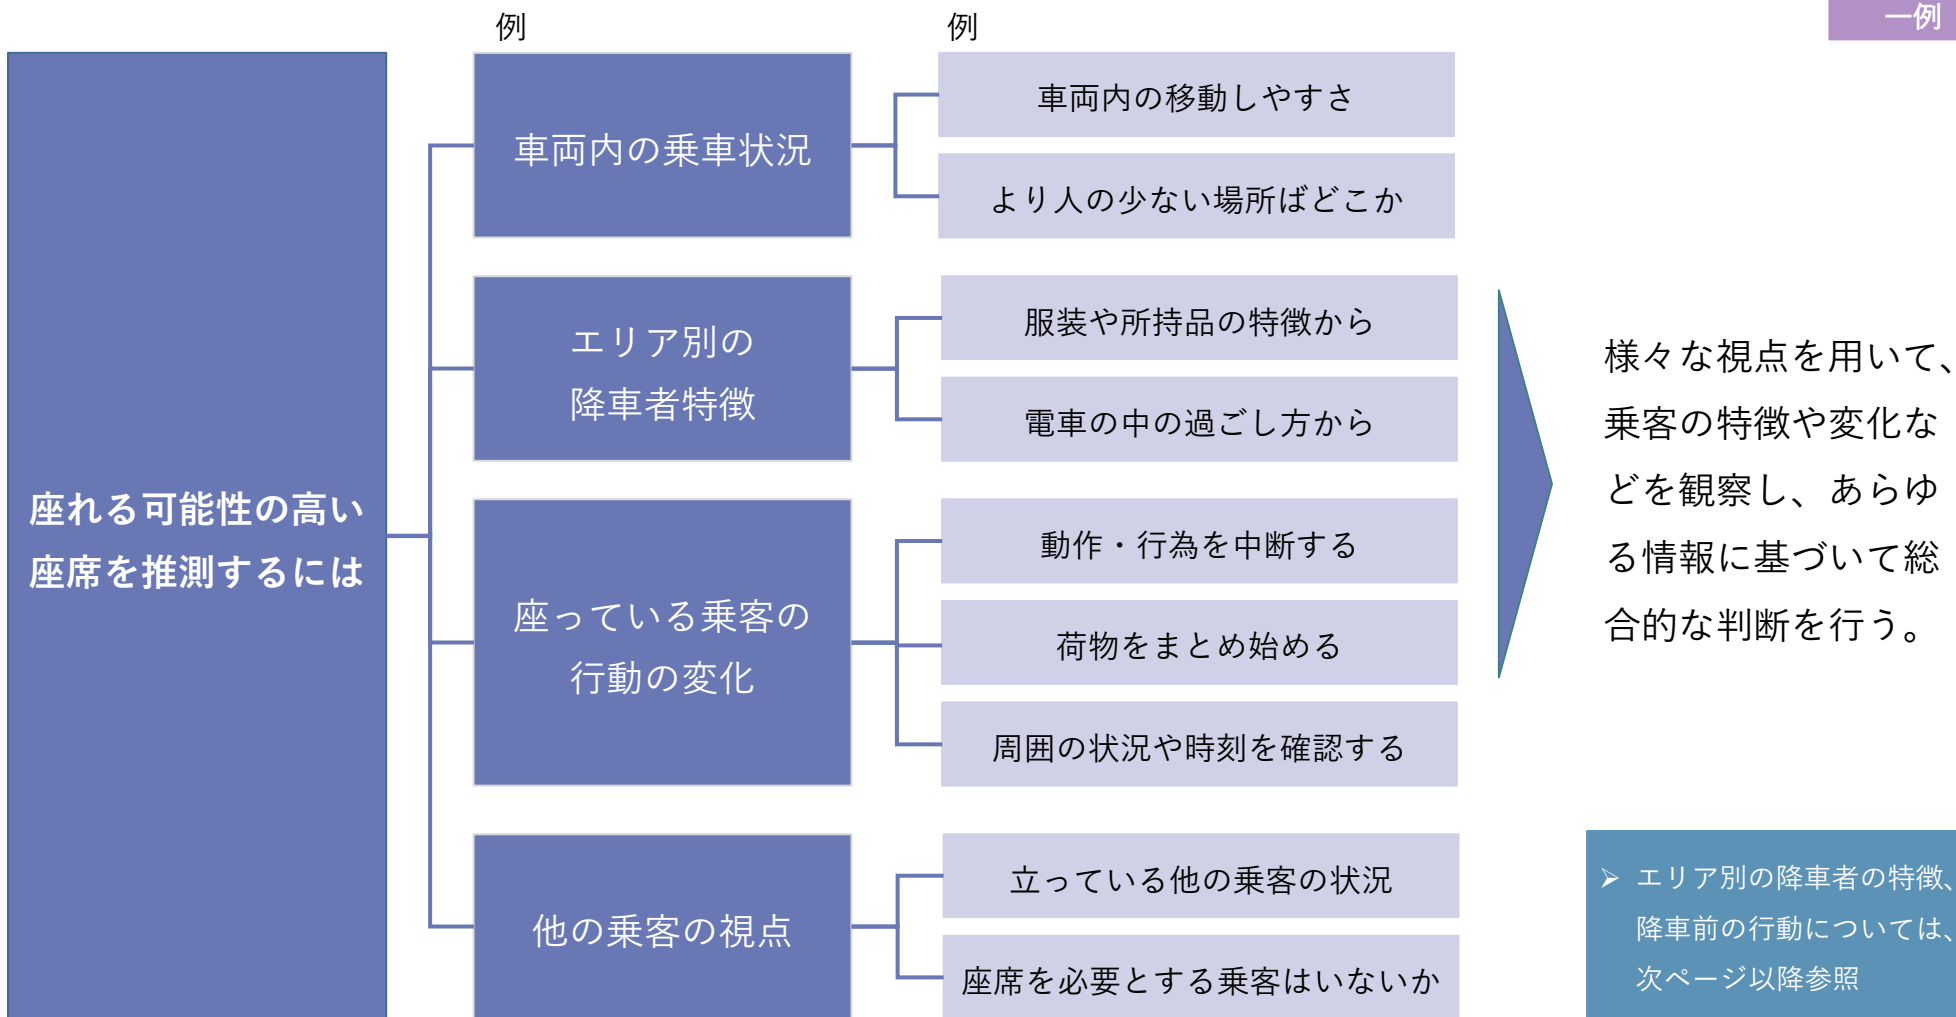 例
例
一例
座れる可能性の高い
座席を推測するには
車両内の乗車状況
車両内の移動しやすさ
より人の少ない場所ばどこか
エリア別の
降車者特徴
服装や所持品の特徴から
電車の中の過ごし方から
座っている乗客の
行動の変化
動作・行為を中断する
荷物をまとめ始める
周囲の状況や時刻を確認する
他の乗客の視点
立っている他の乗客の状況
座席を必要とする乗客はいないか
様々な視点を用いて、
乗客の特徴や変化な
どを観察し、あらゆ
る情報に基づいて総
合的な判断を行う。
➢ エリア別の降車者の特徴、
降車前の行動については、
次ページ以降参照